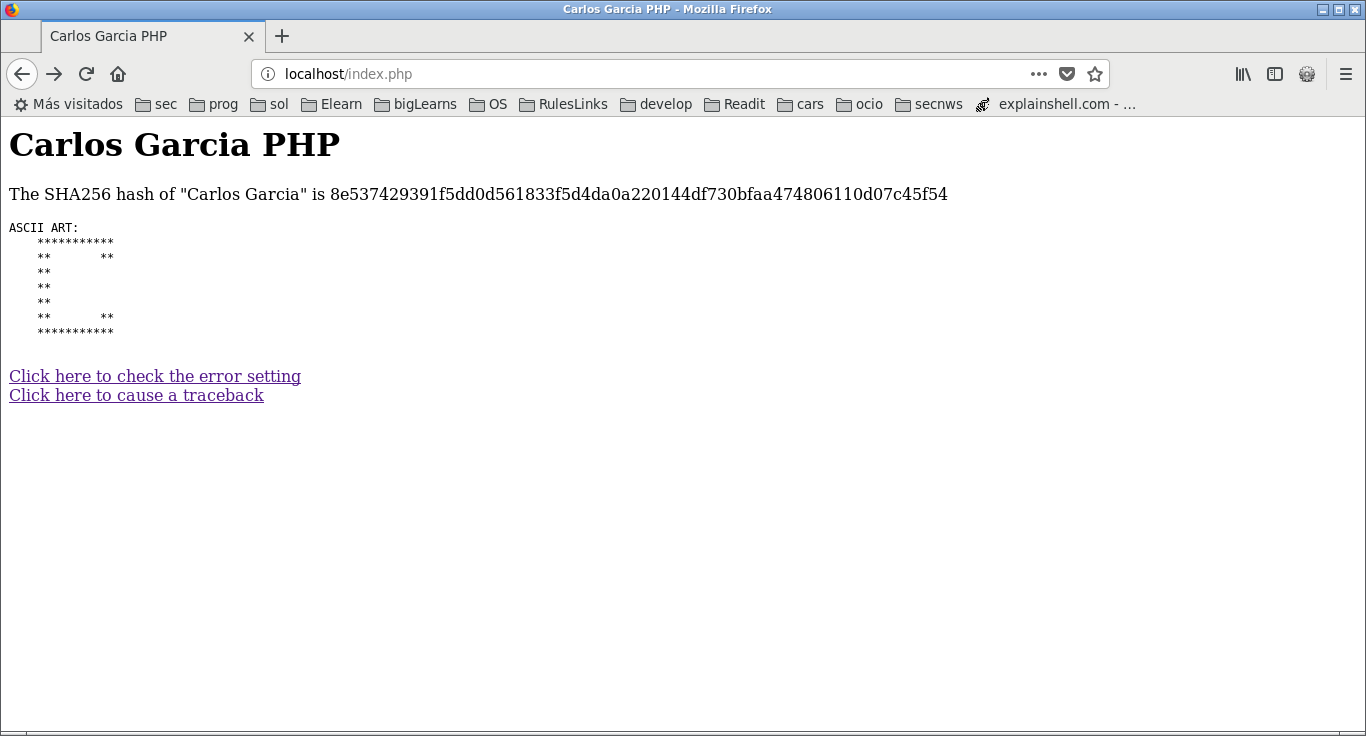 Carlos Garcia PHP - Mozilla Firefox
Carlos Garcia PHP
localhost/index.php
Más visitados sec prog sol Elearn bigLearns OS RulesLinks develop Readit cars ocio secnws explainshell.com - …
Carlos Garcia PHP
The SHA256 hash of "Carlos Garcia" is 8e537429391f5dd0d561833f5d4da0a220144df730bfaa474806110d07c45f54
ASCII ART:
    ***********
    **       **
    **
    **
    **
    **       **
    ***********
Click here to check the error setting
Click here to cause a traceback